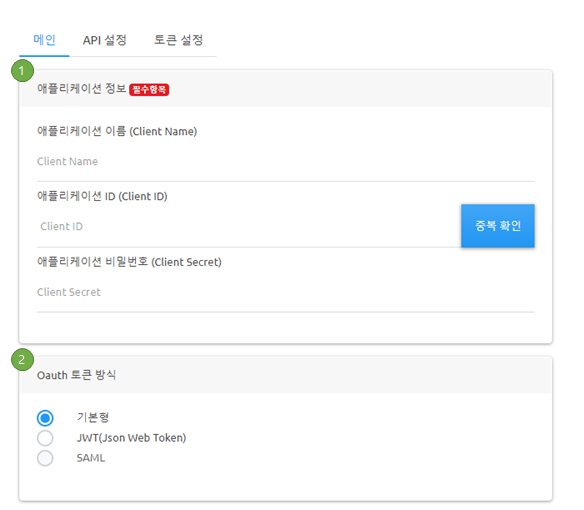 메인 API 설정 토큰 설정
1
애플리케이션 정보 필수항목
애플리케이션 이름 (Client Name)
Client Name
애플리케이션 ID (Client ID)
Client ID 중복 확인
애플리케이션 비밀번호 (Client Secret)
Client Secret
2
Oauth 토큰 방식
기본형
JWT(Json Web Token)
SAML